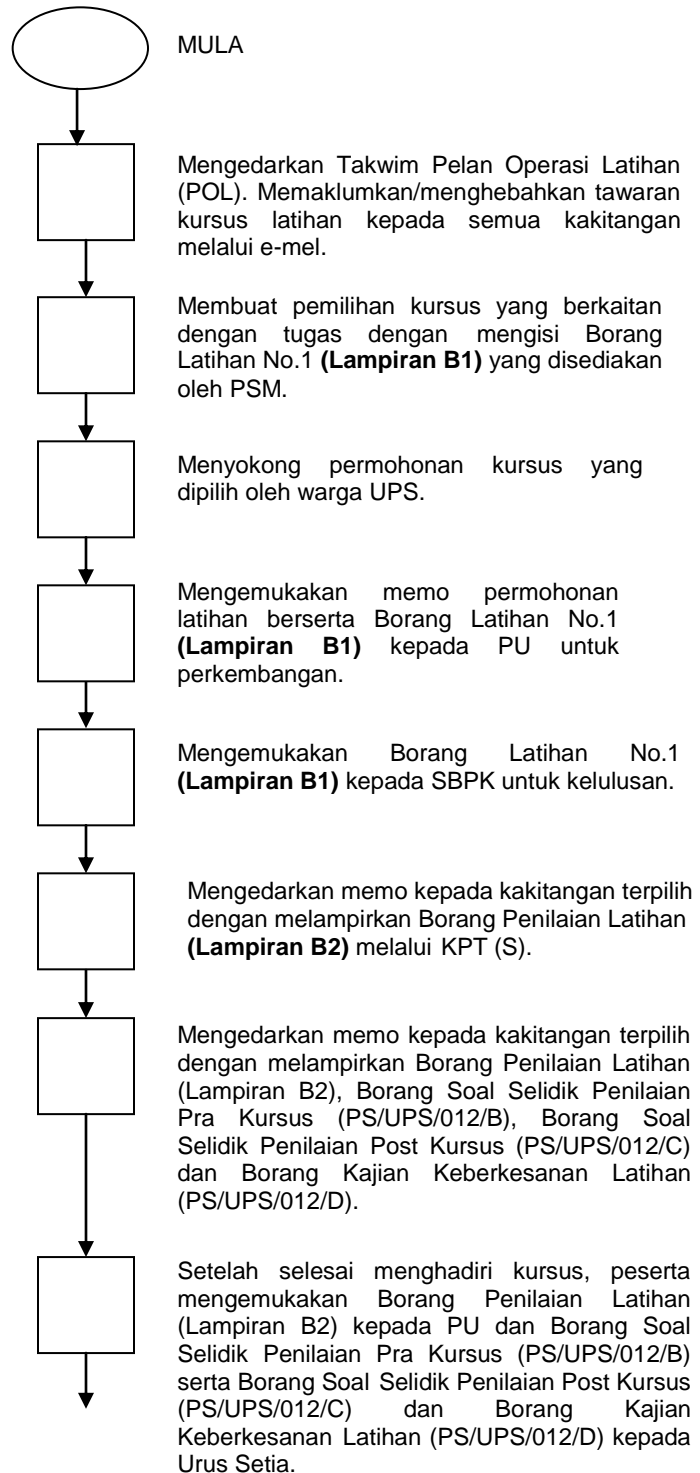 MULA
Mengedarkan Takwim Pelan Operasi Latihan
(POL). Memaklumkan/menghebahkan tawaran
kursus latihan kepada semua kakitangan
melalui e-mel.
Membuat pemilihan kursus yang berkaitan
dengan tugas dengan mengisi Borang
Latihan No.1 (Lampiran B1) yang disediakan
oleh PSM.
Menyokong permohonan kursus yang
dipilih oleh warga UPS.
Mengemukakan memo permohonan
latihan berserta Borang Latihan No.1
(Lampiran B1) kepada PU untuk
perkembangan.
Mengemukakan Borang Latihan No.1
(Lampiran B1) kepada SBPK untuk kelulusan.
Mengedarkan memo kepada kakitangan terpilih
dengan melampirkan Borang Penilaian Latihan
(Lampiran B2) melalui KPT (S).
Mengedarkan memo kepada kakitangan terpilih
dengan melampirkan Borang Penilaian Latihan
(Lampiran B2), Borang Soal Selidik Penilaian
Pra Kursus (PS/UPS/012/B), Borang Soal
Selidik Penilaian Post Kursus (PS/UPS/012/C)
dan Borang Kajian Keberkesanan Latihan
(PS/UPS/012/D).
Setelah selesai menghadiri kursus, peserta
mengemukakan Borang Penilaian Latihan
(Lampiran B2) kepada PU dan Borang Soal
Selidik Penilaian Pra Kursus (PS/UPS/012/B)
serta Borang Soal Selidik Penilaian Post Kursus
(PS/UPS/012/C) dan Borang Kajian
Keberkesanan Latihan (PS/UPS/012/D) kepada
Urus Setia.